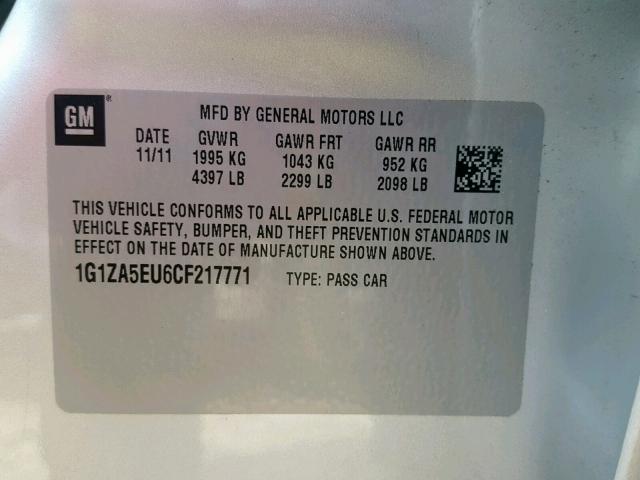 GM ®
MFD BY GENERAL MOTORS LLC
DATE GVWR GAWR FRT GAWR RR
11/11 1995 KG 1043 KG 952 KG
4397 LB 2299 LB 2098 LB
THIS VEHICLE CONFORMS TO ALL APPLICABLE U.S. FEDERAL MOTOR
VEHICLE SAFETY, BUMPER, AND THEFT PREVENTION STANDARDS IN
EFFECT ON THE DATE OF MANUFACTURE SHOWN ABOVE.
1G1ZA5EU6CF217771 TYPE: PASS CAR